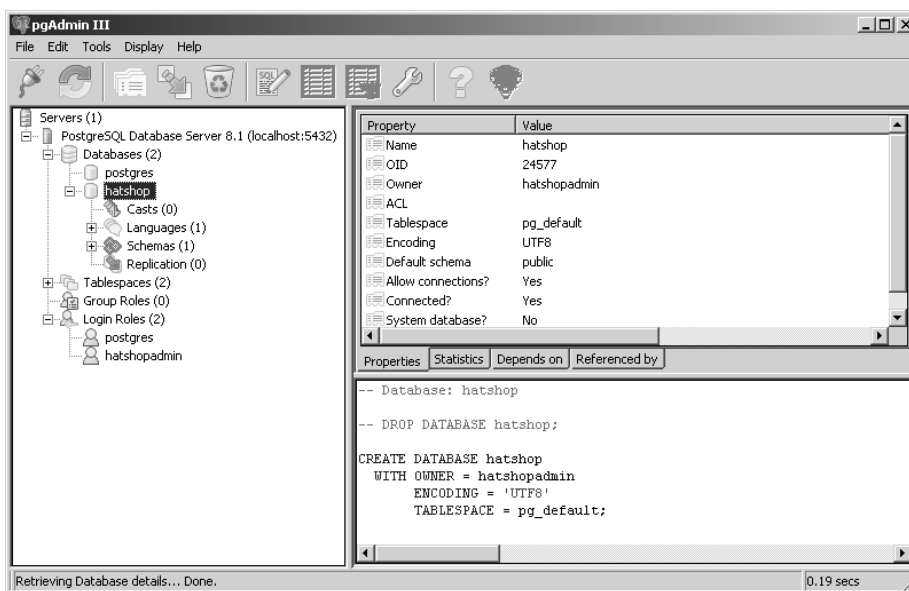 pgAdmin III
File Edit Tools Display Help
SQL
Servers (1)
PostgreSQL Database Server 8.1 (localhost:5432)
Databases (2)
postgres
hatshop
Casts (0)
Languages (1)
Schemas (1)
Replication (0)
Tablespaces (2)
Group Roles (0)
Login Roles (2)
postgres
hatshopadmin
Property Value
Name hatshop
OID 24577
Owner hatshopadmin
ACL
Tablespace pg_default
Encoding UTF8
Default schema public
Allow connections? Yes
Connected? Yes
System database? No
Properties Statistics Depends on Referenced by
-- Database: hatshop
-- DROP DATABASE hatshop;
CREATE DATABASE hatshop
WITH OWNER = hatshopadmin
ENCODING = 'UTF8'
TABLESPACE = pg_default;
Retrieving Database details... Done. 0.19 secs